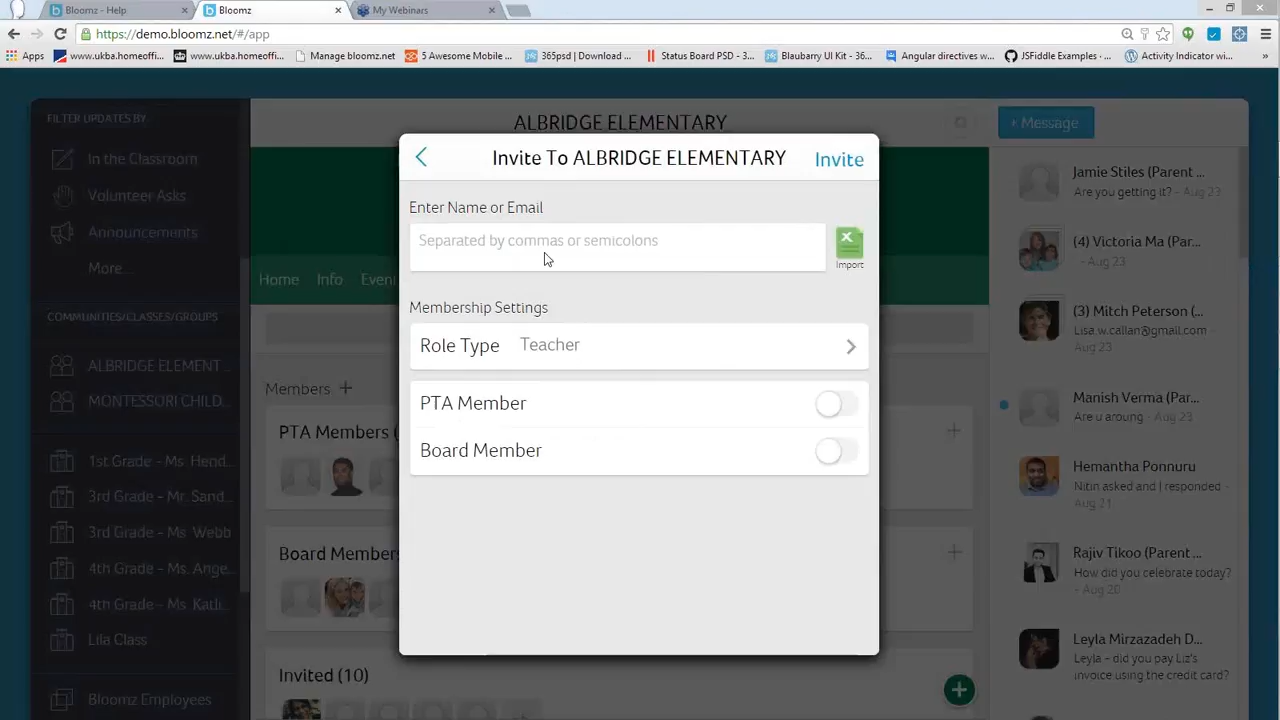 Bloomz - Help
Bloomz
My Webinars
https://demo.bloomz.net/#/app
Apps
www.ukba.homeoffi...
www.ukba.homeoffi...
Manage bloomz.net
5 Awesome Mobile ...
365psd | Download ...
Status Board PSD - 3...
Blaubarry UI Kit - 36...
Angular directives w...
JSFiddle Examples ·...
Activity Indicator wi...
»
FILTER UPDATES BY
In the Classroom
Volunteer Asks
Announcements
More...
COMMUNITIES/CLASSES/GROUPS
ALBRIDGE ELEMENT...
MONTESSORI CHILD...
1st Grade - Ms. Hend...
3rd Grade - Mr. Sand...
3rd Grade - Ms. Webb
4th Grade - Ms. Ange...
4th Grade - Ms. Katli...
Lila Class
Bloomz Employees
ALBRIDGE ELEMENTARY
Home Info Even
Members +
PTA Members (
Board Members
Invited (10)
Invite To ALBRIDGE ELEMENTARY
Invite
Enter Name or Email
Separated by commas or semicolons
Import
Membership Settings
Role Type Teacher
PTA Member
Board Member
+ Message
Jamie Stiles (Parent ...
Are you getting it? - Aug 23
(4) Victoria Ma (Par...
- Aug 23
(3) Mitch Peterson (...
Lisa.w.callan@gmail.com -
Aug 23
Manish Verma (Par...
Are u aroung - Aug 23
Hemantha Ponnuru
Nitin asked and I responded -
Aug 21
Rajiv Tikoo (Parent ...
How did you celebrate today?
- Aug 20
Leyla Mirzazadeh D...
Leyla - did you pay Liz's
invoice using the credit card?